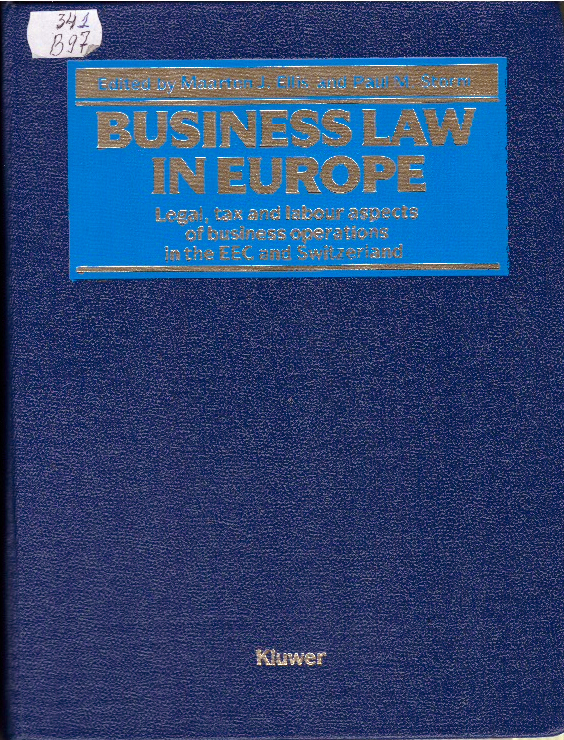 341
B97
Edited by Maarten J. Ellis and Paul M. Storm
BUSINESS LAW
IN EUROPE
Legal, tax and labour aspects
of business operations
in the EEC and Switzerland
Kluwer